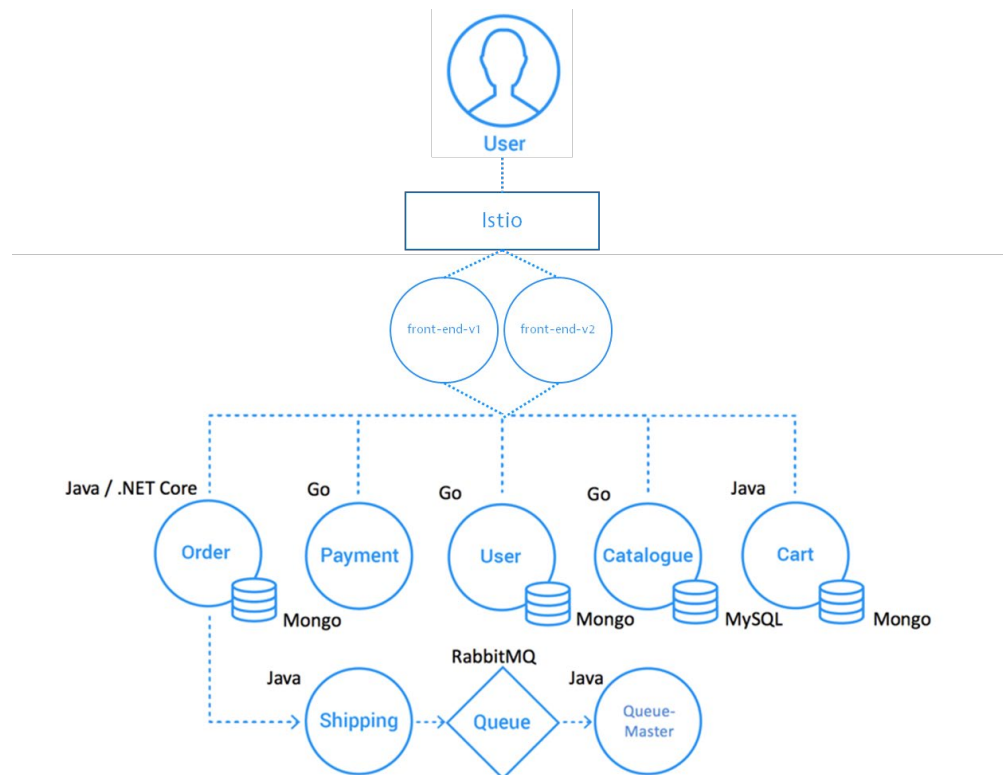 User
Istio
front-end-v1
front-end-v2
Java / .NET Core
Go
Go
Go
Java
Order
Payment
User
Catalogue
Cart
Mongo
Mongo
MySQL
Mongo
RabbitMQ
Java
Java
Shipping
Queue
Queue-
Master